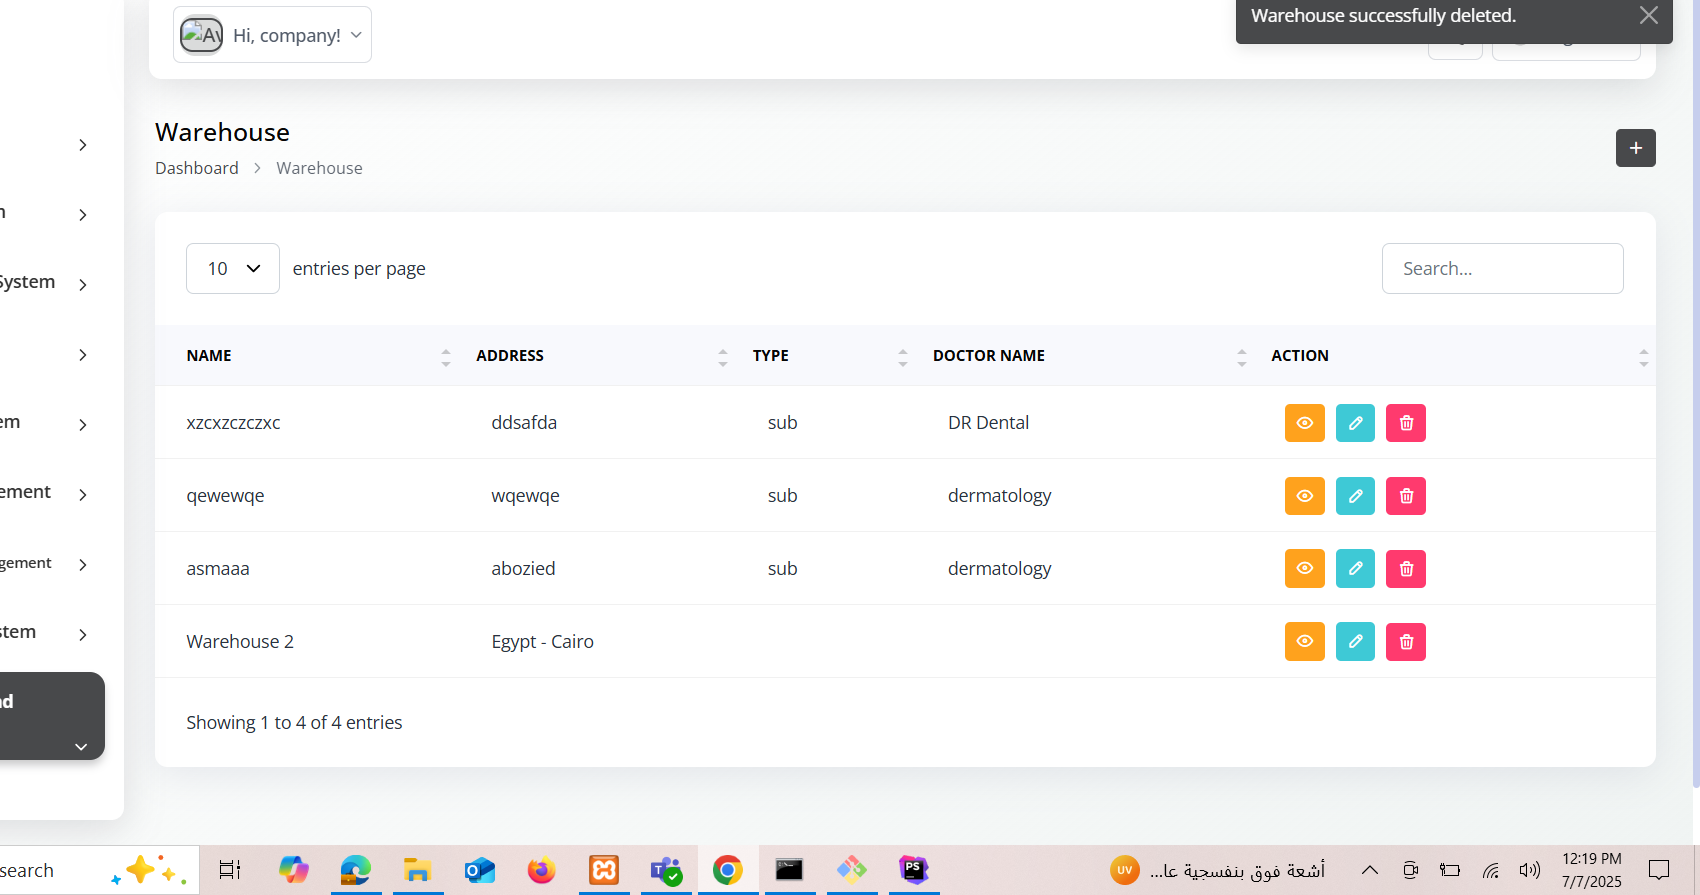 Hi, company!
Warehouse successfully deleted.
Warehouse
Dashboard > Warehouse
+
System
10 entries per page
Search...
NAME ADDRESS TYPE DOCTOR NAME ACTION
xzcxzczczxc ddsafda sub DR Dental
qewewqe wqewqe sub dermatology
asmaaa abozied sub dermatology
Warehouse 2 Egypt - Cairo
Showing 1 to 4 of 4 entries
em
ement
gement
stem
nd
search
UV
أشعة فوق بنفسجية عا...
PS
12:19 PM
7/7/2025